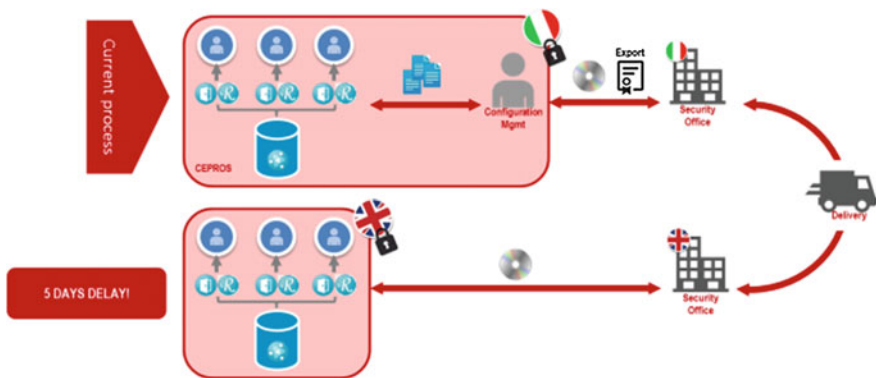 Current process
CEPROS
Configuration
Mgmt
Export
Security
Office
Delivery
5 DAYS DELAY!
Security
Office